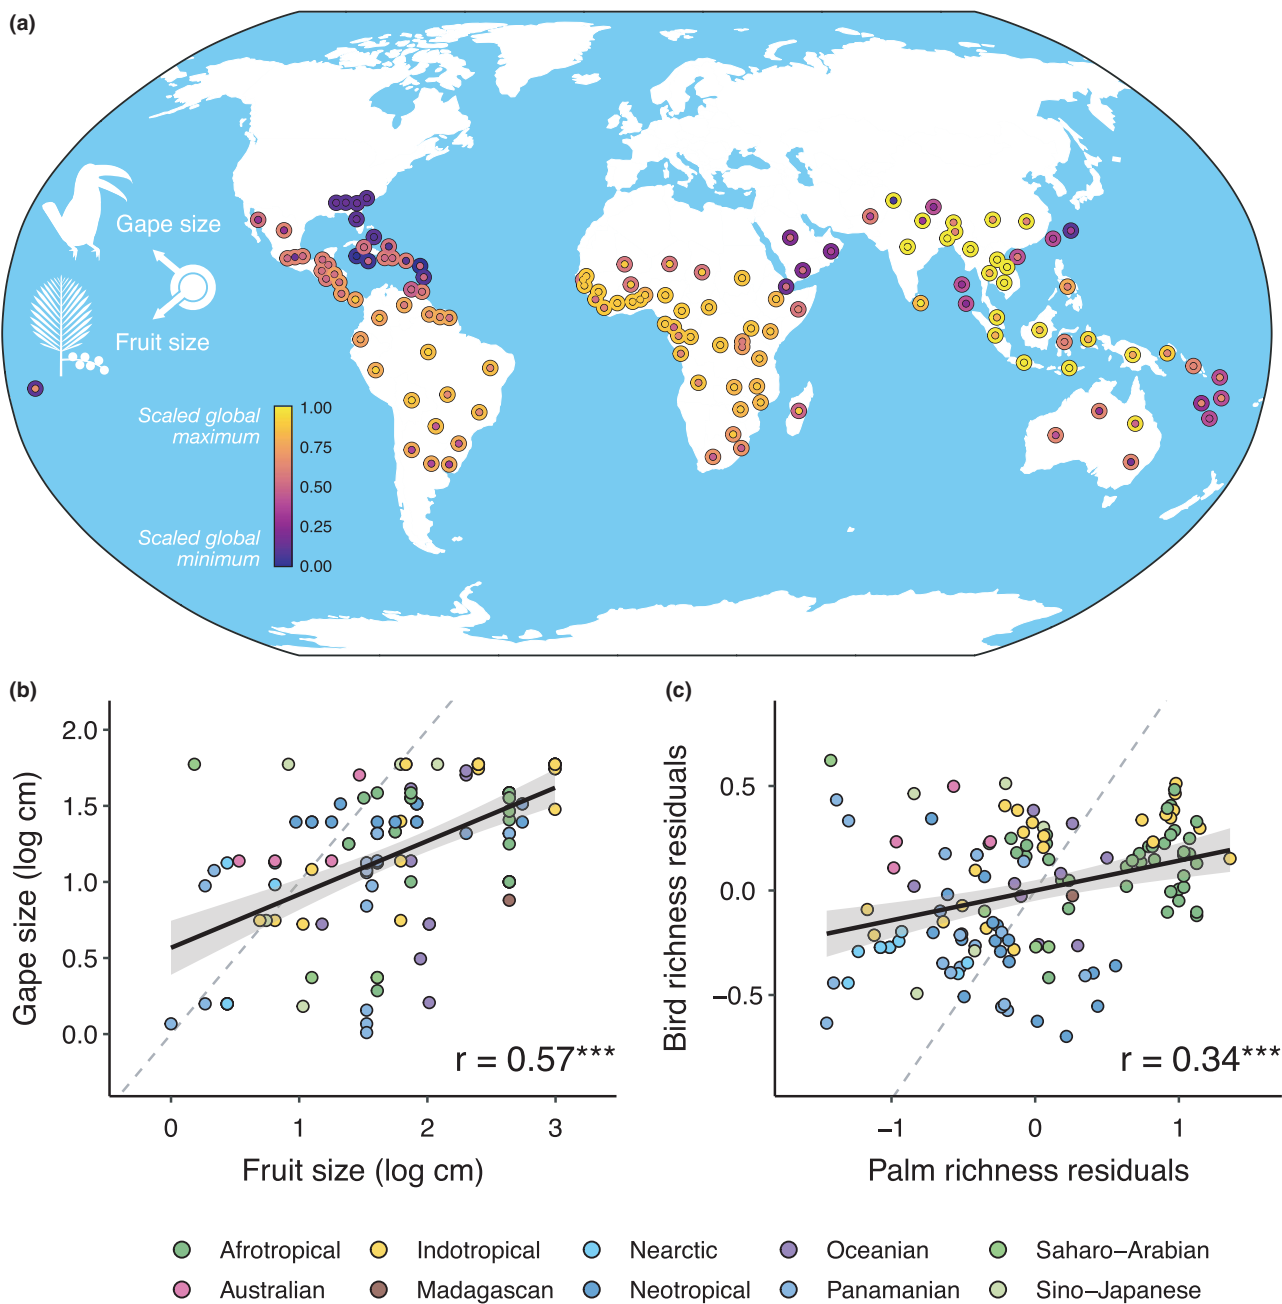 (a)
Gape size
Fruit size
Scaled global
maximum
1.00
0.75
0.50
0.25
0.00
Scaled global
minimum
(b)
Gape size (log cm)
2.0
1.5
1.0
0.5
0.0
r = 0.57***
0 1 2 3
Fruit size (log cm)
(c)
Bird richness residuals
0.5
0.0
−0.5
r = 0.34***
−1 0 1
Palm richness residuals
Afrotropical Indotropical Nearctic Oceanian Saharo−Arabian
Australian Madagascan Neotropical Panamanian Sino−Japanese